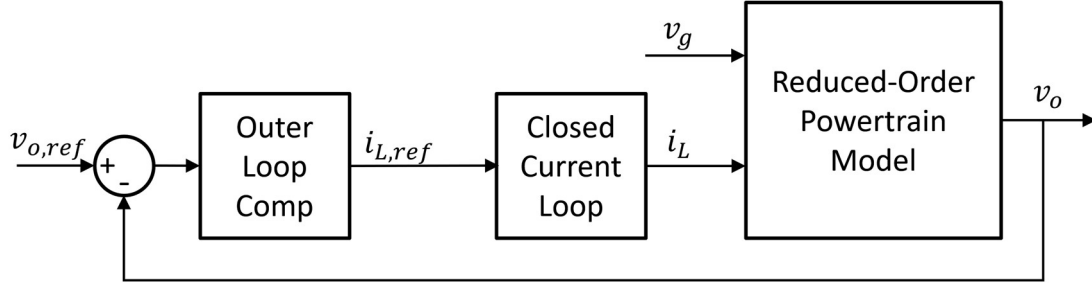 v_g
Reduced-Order
Powertrain
Model
v_o
v_{o,ref}
+
-
Outer
Loop
Comp
i_{L,ref}
Closed
Current
Loop
i_L